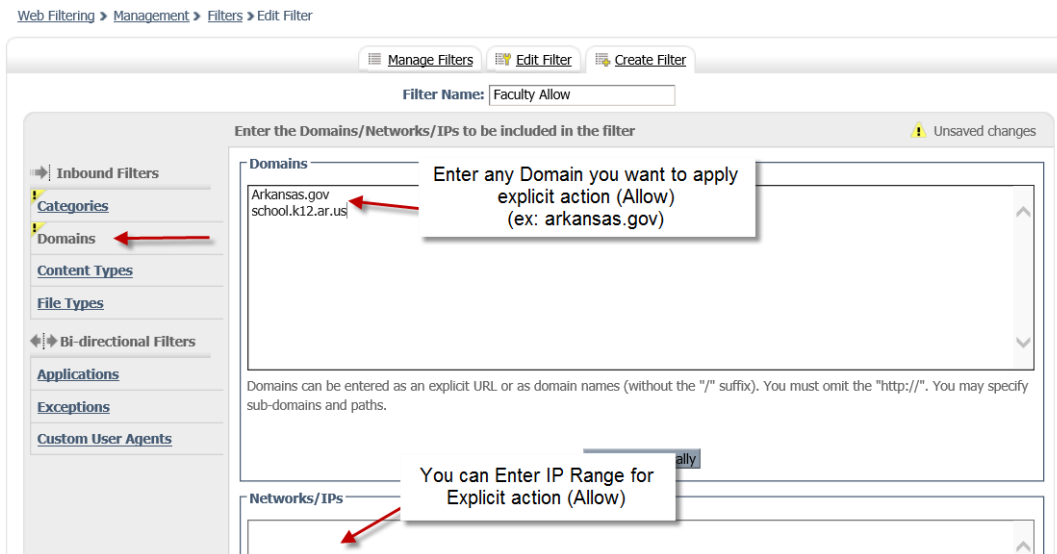 Web Filtering > Management > Filters > Edit Filter
Manage Filters Edit Filter Create Filter
Filter Name: Faculty Allow
Enter the Domains/Networks/IPs to be included in the filter
Unsaved changes
Inbound Filters
Categories
Domains
Content Types
File Types
Bi-directional Filters
Applications
Exceptions
Custom User Agents
Domains
Arkansas.gov
school.k12.ar.us
Enter any Domain you want to apply
explicit action (Allow)
(ex: arkansas.gov)
Domains can be entered as an explicit URL or as domain names (without the "/" suffix). You must omit the "http://". You may specify
sub-domains and paths.
You can Enter IP Range for
Explicit action (Allow)
Networks/IPs